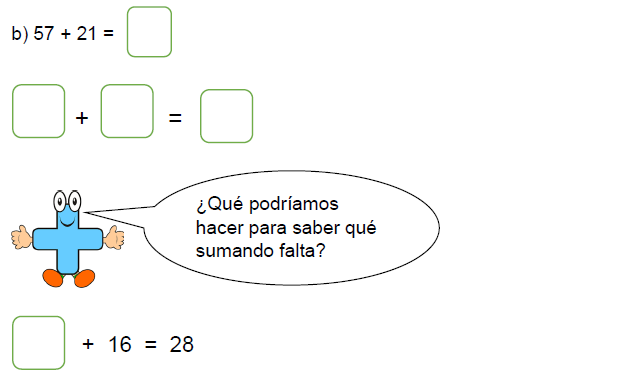 b) 57 + 21 =
+ =
¿Qué podríamos
hacer para saber qué
sumando falta?
+ 16 = 28